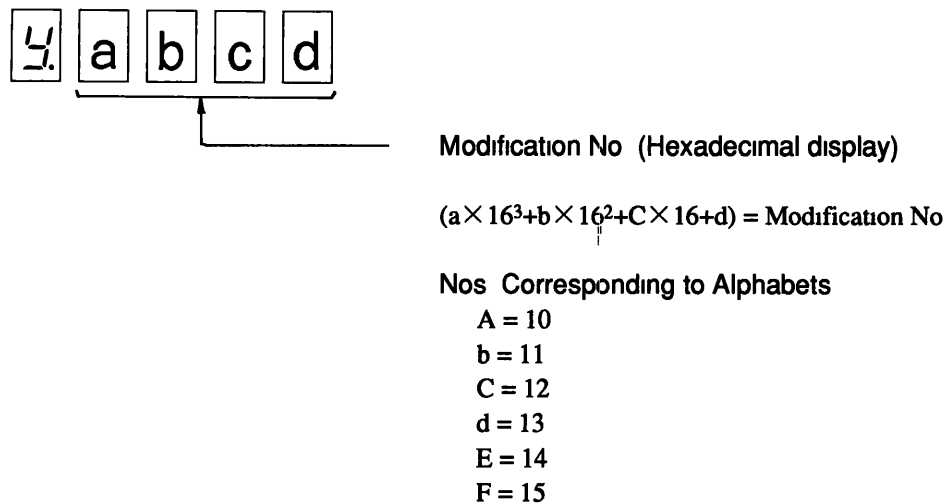 y. a b c d
Modification No (Hexadecimal display)
(a×16³+b×16²+C×16+d) = Modification No
Nos Corresponding to Alphabets
A = 10
b = 11
C = 12
d = 13
E = 14
F = 15